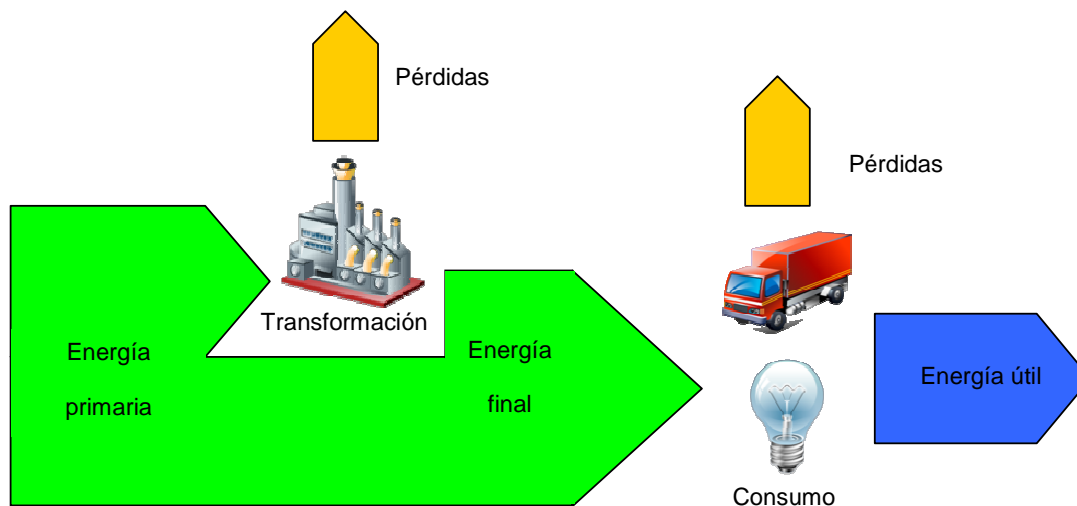 Pérdidas
Pérdidas
Transformación
Energía
primaria
Energía
final
Energía útil
Consumo